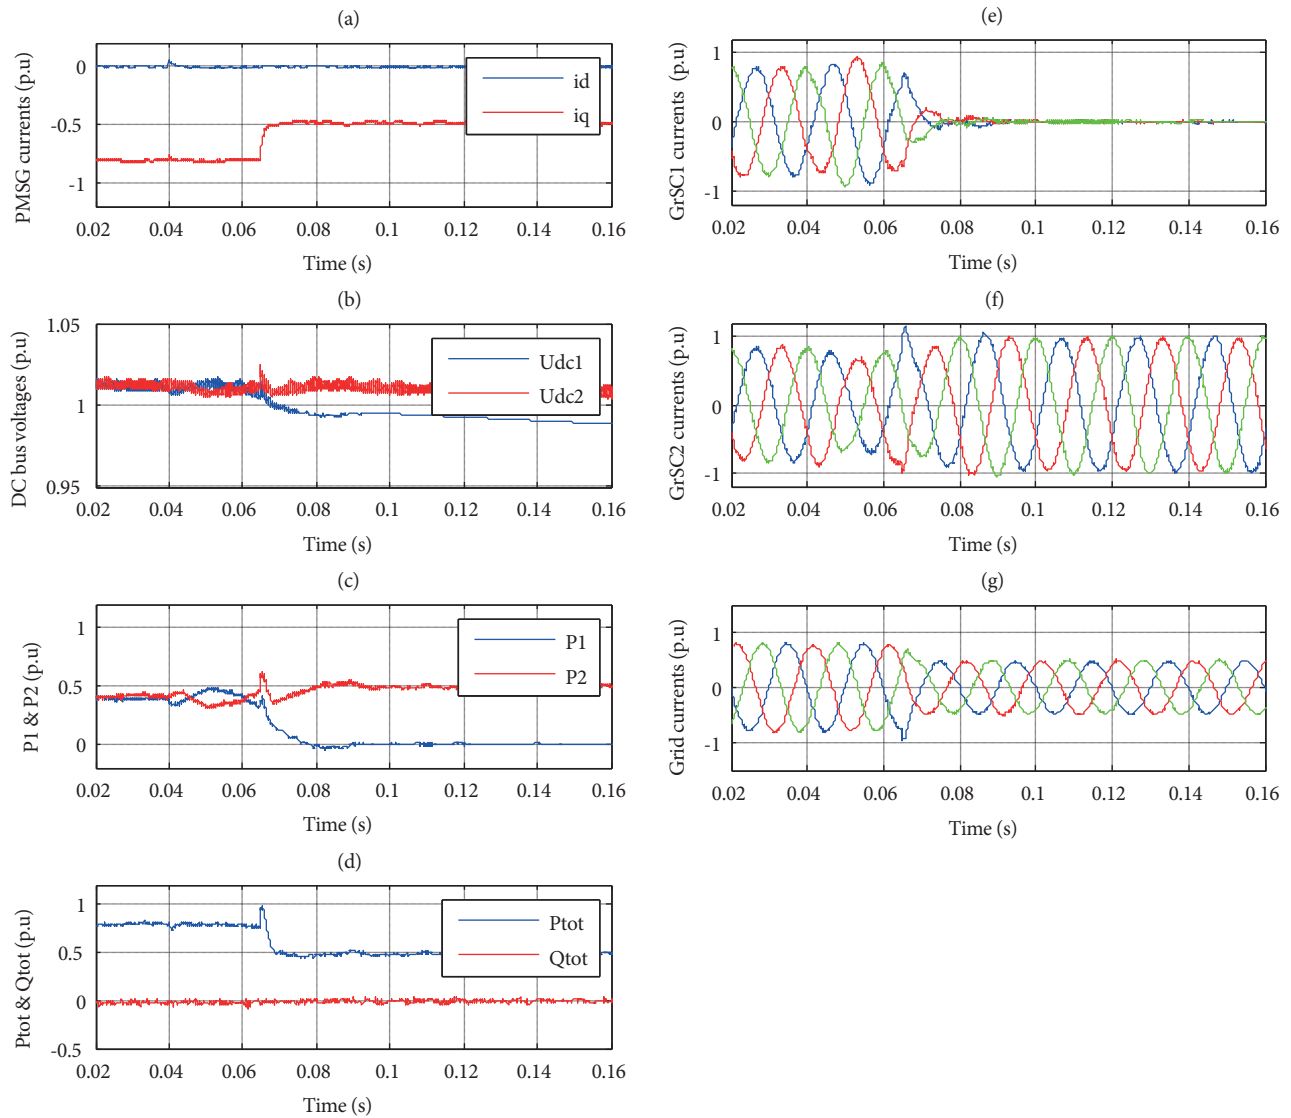 (a)
PMSG currents (p.u)
0
-0.5
-1
id
iq
0.02 0.04 0.06 0.08 0.1 0.12 0.14 0.16
Time (s)
(b)
DC bus voltages (p.u)
1.05
1
0.95
Udc1
Udc2
0.02 0.04 0.06 0.08 0.1 0.12 0.14 0.16
Time (s)
(c)
P1 & P2 (p.u)
1
0.5
0
P1
P2
0.02 0.04 0.06 0.08 0.1 0.12 0.14 0.16
Time (s)
(d)
Ptot & Qtot (p.u)
1
0.5
0
-0.5
Ptot
Qtot
0.02 0.04 0.06 0.08 0.1 0.12 0.14 0.16
Time (s)
(e)
GrSC1 currents (p.u)
1
0
-1
0.02 0.04 0.06 0.08 0.1 0.12 0.14 0.16
Time (s)
(f)
GrSC2 currents (p.u)
1
0
-1
0.02 0.04 0.06 0.08 0.1 0.12 0.14 0.16
Time (s)
(g)
Grid currents (p.u)
1
0
-1
0.02 0.04 0.06 0.08 0.1 0.12 0.14 0.16
Time (s)